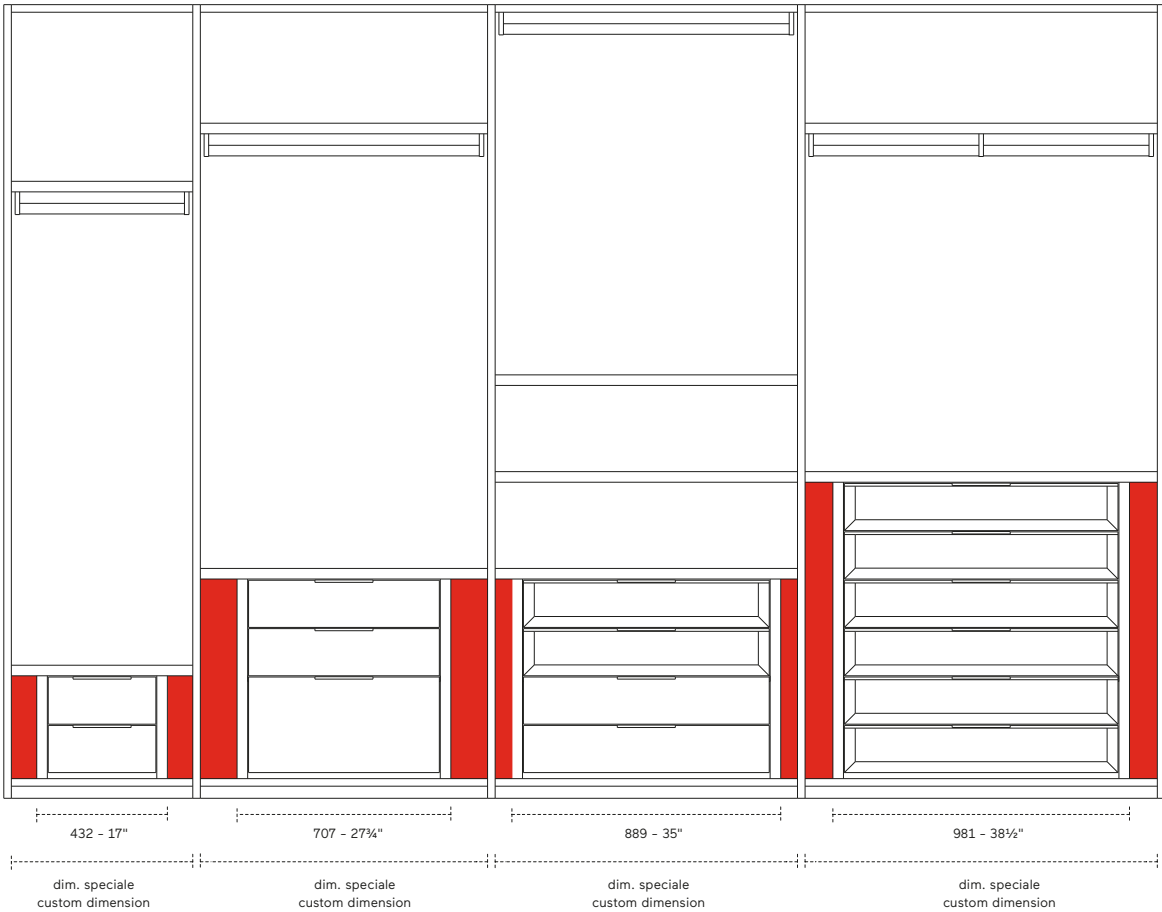 432 - 17"
707 - 27¾"
889 - 35"
981 - 38½"
dim. speciale
custom dimension
dim. speciale
custom dimension
dim. speciale
custom dimension
dim. speciale
custom dimension